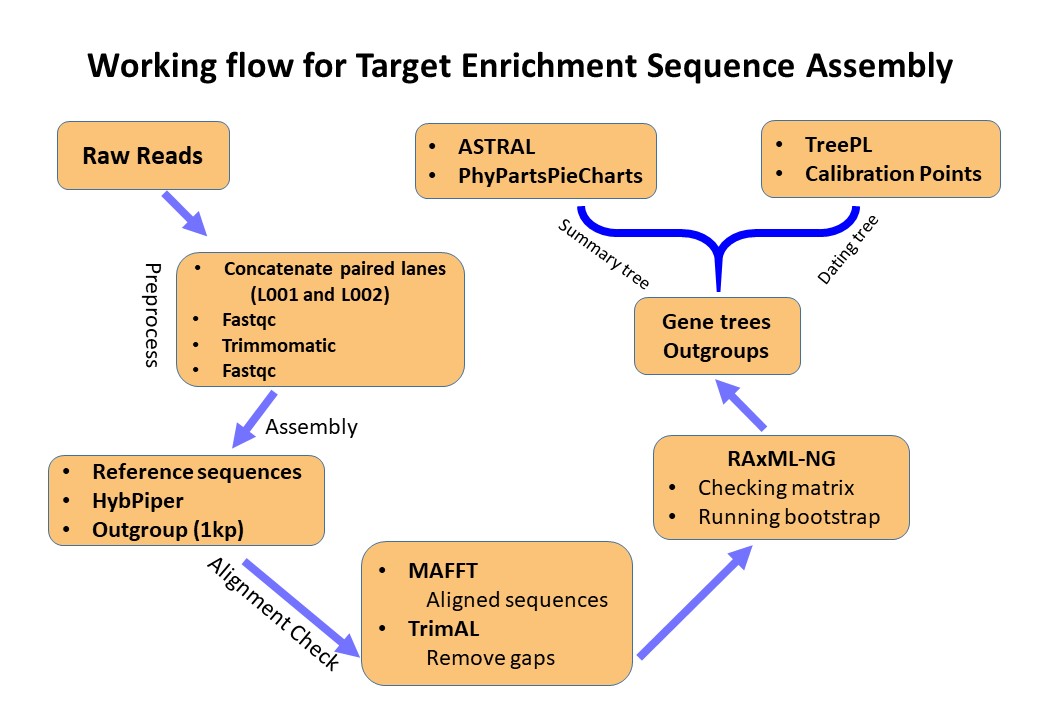 Working flow for Target Enrichment Sequence Assembly
Raw Reads
Preprocess
• Concatenate paired lanes
(L001 and L002)
• Fastqc
• Trimmomatic
• Fastqc
Assembly
• Reference sequences
• HybPiper
• Outgroup (1kp)
Alignment Check
• MAFFT
Aligned sequences
• TrimAL
Remove gaps
RAxML-NG
• Checking matrix
• Running bootstrap
Gene trees
Outgroups
Summary tree
Dating tree
• ASTRAL
• PhyPartsPieCharts
• TreePL
• Calibration Points